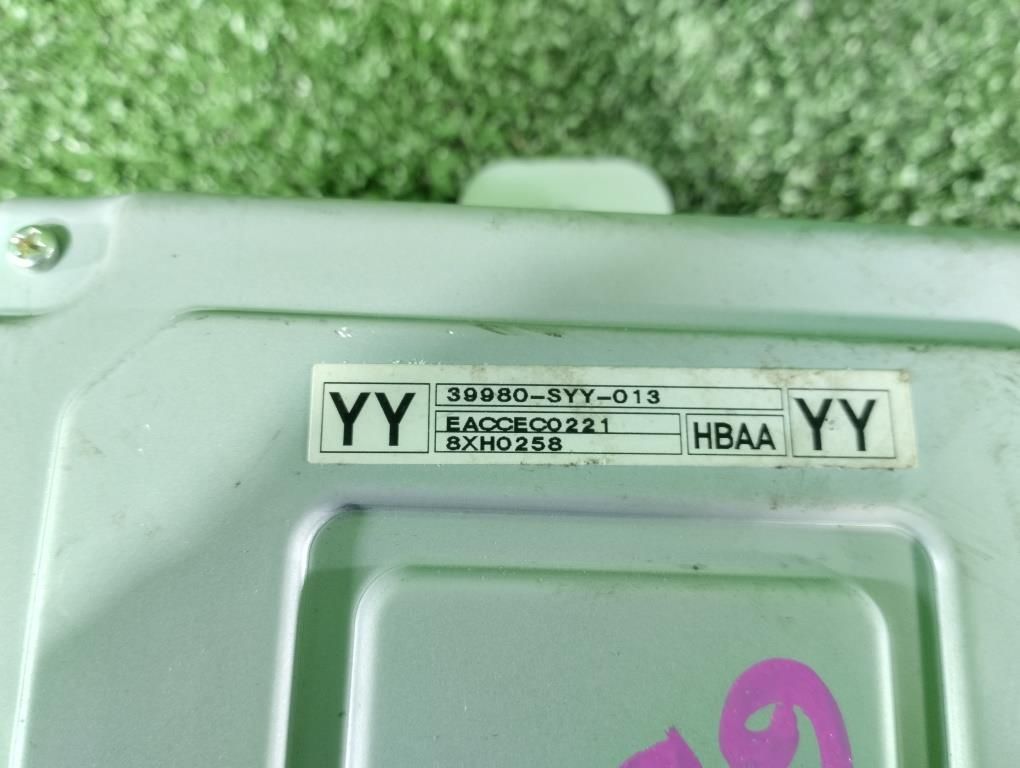 YY
39980-SYY-013
EACCEC0221
8XH0258
HBAA
YY